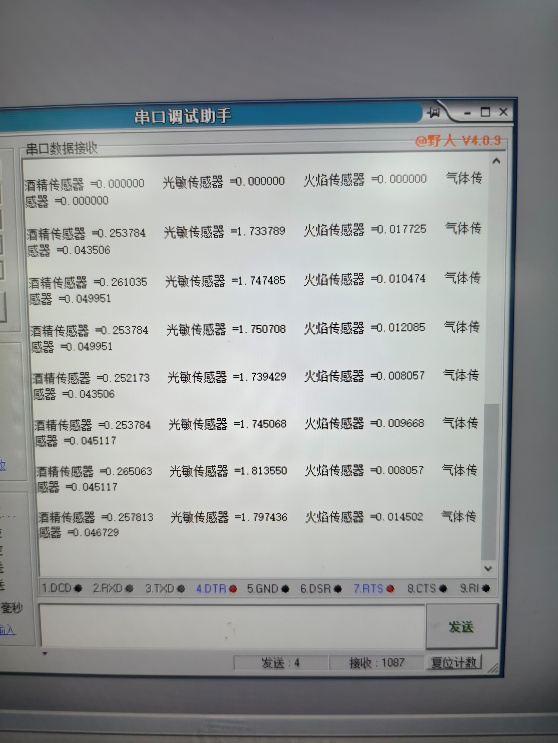 串口调试助手
@野人 V4.0.9
串口数据接收
酒精传感器 =0.000000 光敏传感器 =0.000000 火焰传感器 =0.000000 气体传
感器 =0.000000
酒精传感器 =0.253784 光敏传感器 =1.733789 火焰传感器 =0.017725 气体传
感器 =0.043506
酒精传感器 =0.261035 光敏传感器 =1.747485 火焰传感器 =0.010474 气体传
感器 =0.049951
酒精传感器 =0.253784 光敏传感器 =1.750708 火焰传感器 =0.012085 气体传
感器 =0.049951
酒精传感器 =0.252173 光敏传感器 =1.739429 火焰传感器 =0.008057 气体传
感器 =0.043506
酒精传感器 =0.253784 光敏传感器 =1.745068 火焰传感器 =0.009668 气体传
感器 =0.045117
酒精传感器 =0.265063 光敏传感器 =1.813550 火焰传感器 =0.008057 气体传
感器 =0.045117
酒精传感器 =0.257813 光敏传感器 =1.797436 火焰传感器 =0.014502 气体传
感器 =0.046729
1.DCD 2.RXD 3.TXD 4.DTR 5.GND 6.DSR 7.RTS 8.CTS 9.RI
毫秒
发送
发送 : 4 接收 : 1087 复位计数